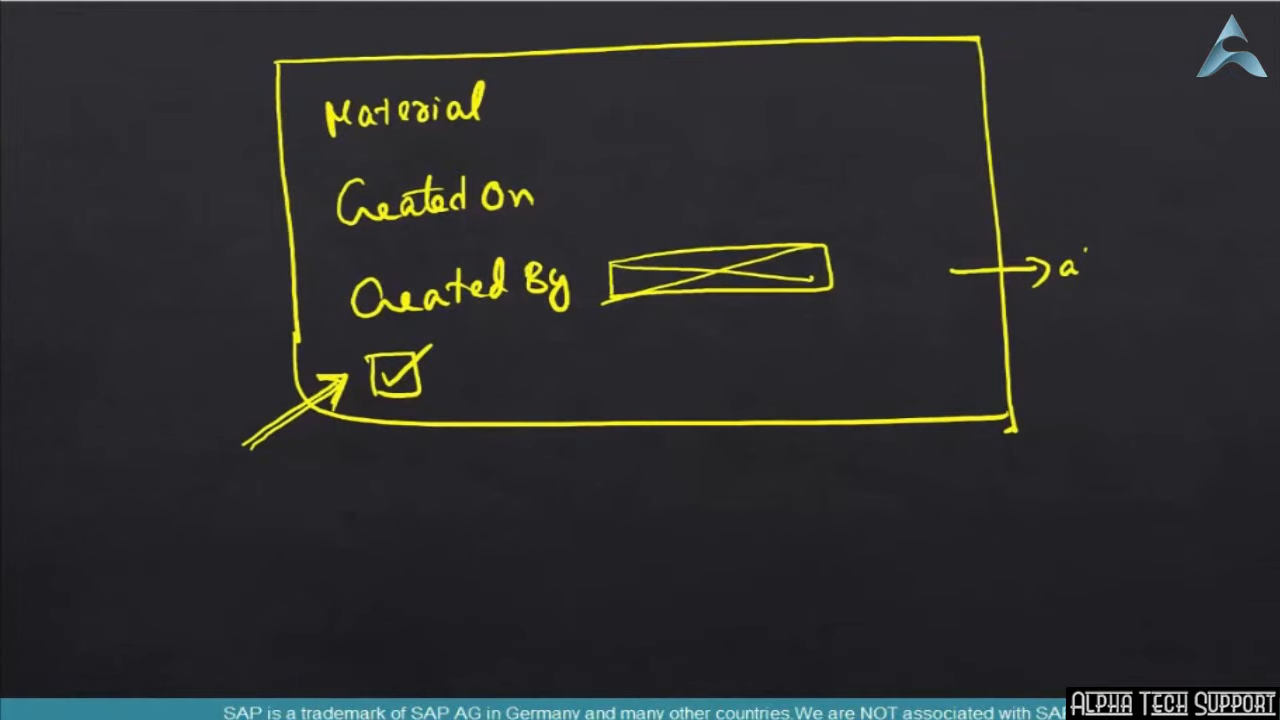 Material
Created On
Created By
a
SAP is a trademark of SAP AG in Germany and many other countries.We are NOT associated with SAP
ALPHA TECH SUPPORT